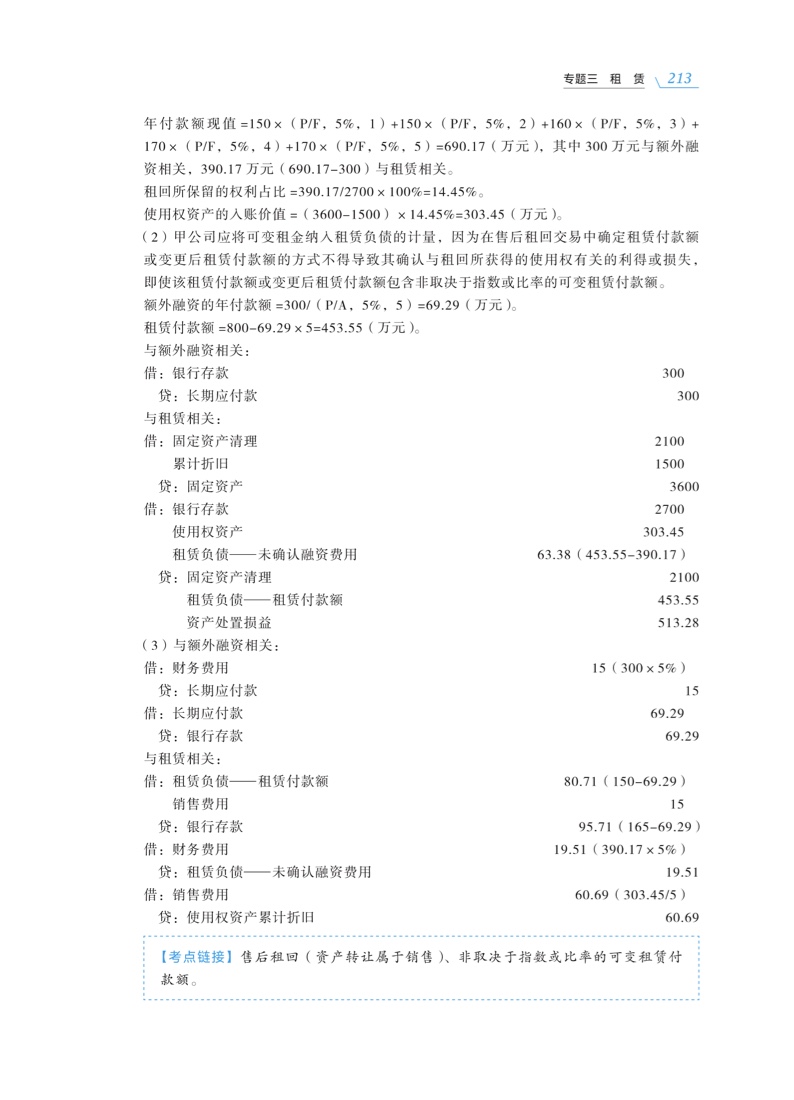 专题三 租 赁 213
年付款额现值=150×（P/F，5%，1）+150×（P/F，5%，2）+160×（P/F，5%，3）+
170×（P/F，5%，4）+170×（P/F，5%，5）=690.17（万元），其中300万元与额外融
资相关，390.17万元（690.17-300）与租赁相关。
租回所保留的权利占比=390.17/2700×100%=14.45%。
使用权资产的入账价值=（3600-1500）×14.45%=303.45（万元）。
（2）甲公司应将可变租金纳入租赁负债的计量，因为在售后租回交易中确定租赁付款额
或变更后租赁付款额的方式不得导致其确认与租回所获得的使用权有关的利得或损失，
即使该租赁付款额或变更后租赁付款额包含非取决于指数或比率的可变租赁付款额。
额外融资的年付款额=300/（P/A，5%，5）=69.29（万元）。
租赁付款额=800-69.29×5=453.55（万元）。
与额外融资相关：
借：银行存款 300
贷：长期应付款 300
与租赁相关：
借：固定资产清理 2100
累计折旧 1500
贷：固定资产 3600
借：银行存款 2700
使用权资产 303.45
租赁负债——未确认融资费用 63.38（453.55-390.17）
贷：固定资产清理 2100
租赁负债——租赁付款额 453.55
资产处置损益 513.28
（3）与额外融资相关：
借：财务费用 15（300×5%）
贷：长期应付款 15
借：长期应付款 69.29
贷：银行存款 69.29
与租赁相关：
借：租赁负债——租赁付款额 80.71（150-69.29）
销售费用 15
贷：银行存款 95.71（165-69.29）
借：财务费用 19.51（390.17×5%）
贷：租赁负债——未确认融资费用 19.51
借：销售费用 60.69（303.45/5）
贷：使用权资产累计折旧 60.69
【考点链接】售后租回（资产转让属于销售）、非取决于指数或比率的可变租赁付
款额。